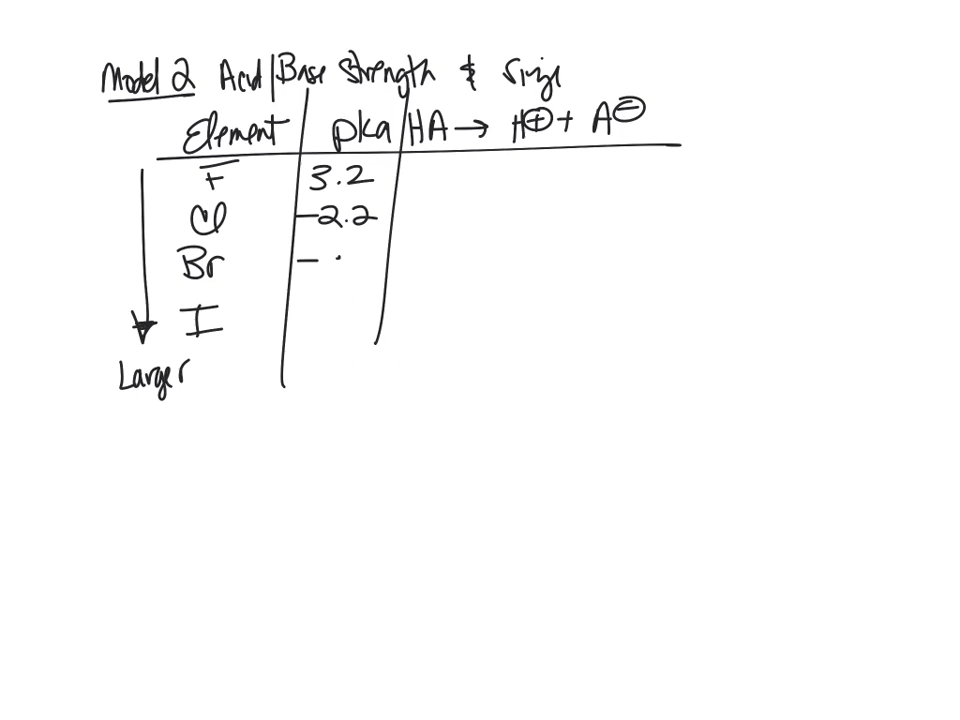 Model 2 Acid/Base Strength & Size
Element pka HA → H⊕ + A⊖
F 3.2
Cl -2.2
Br - .
I
Larger